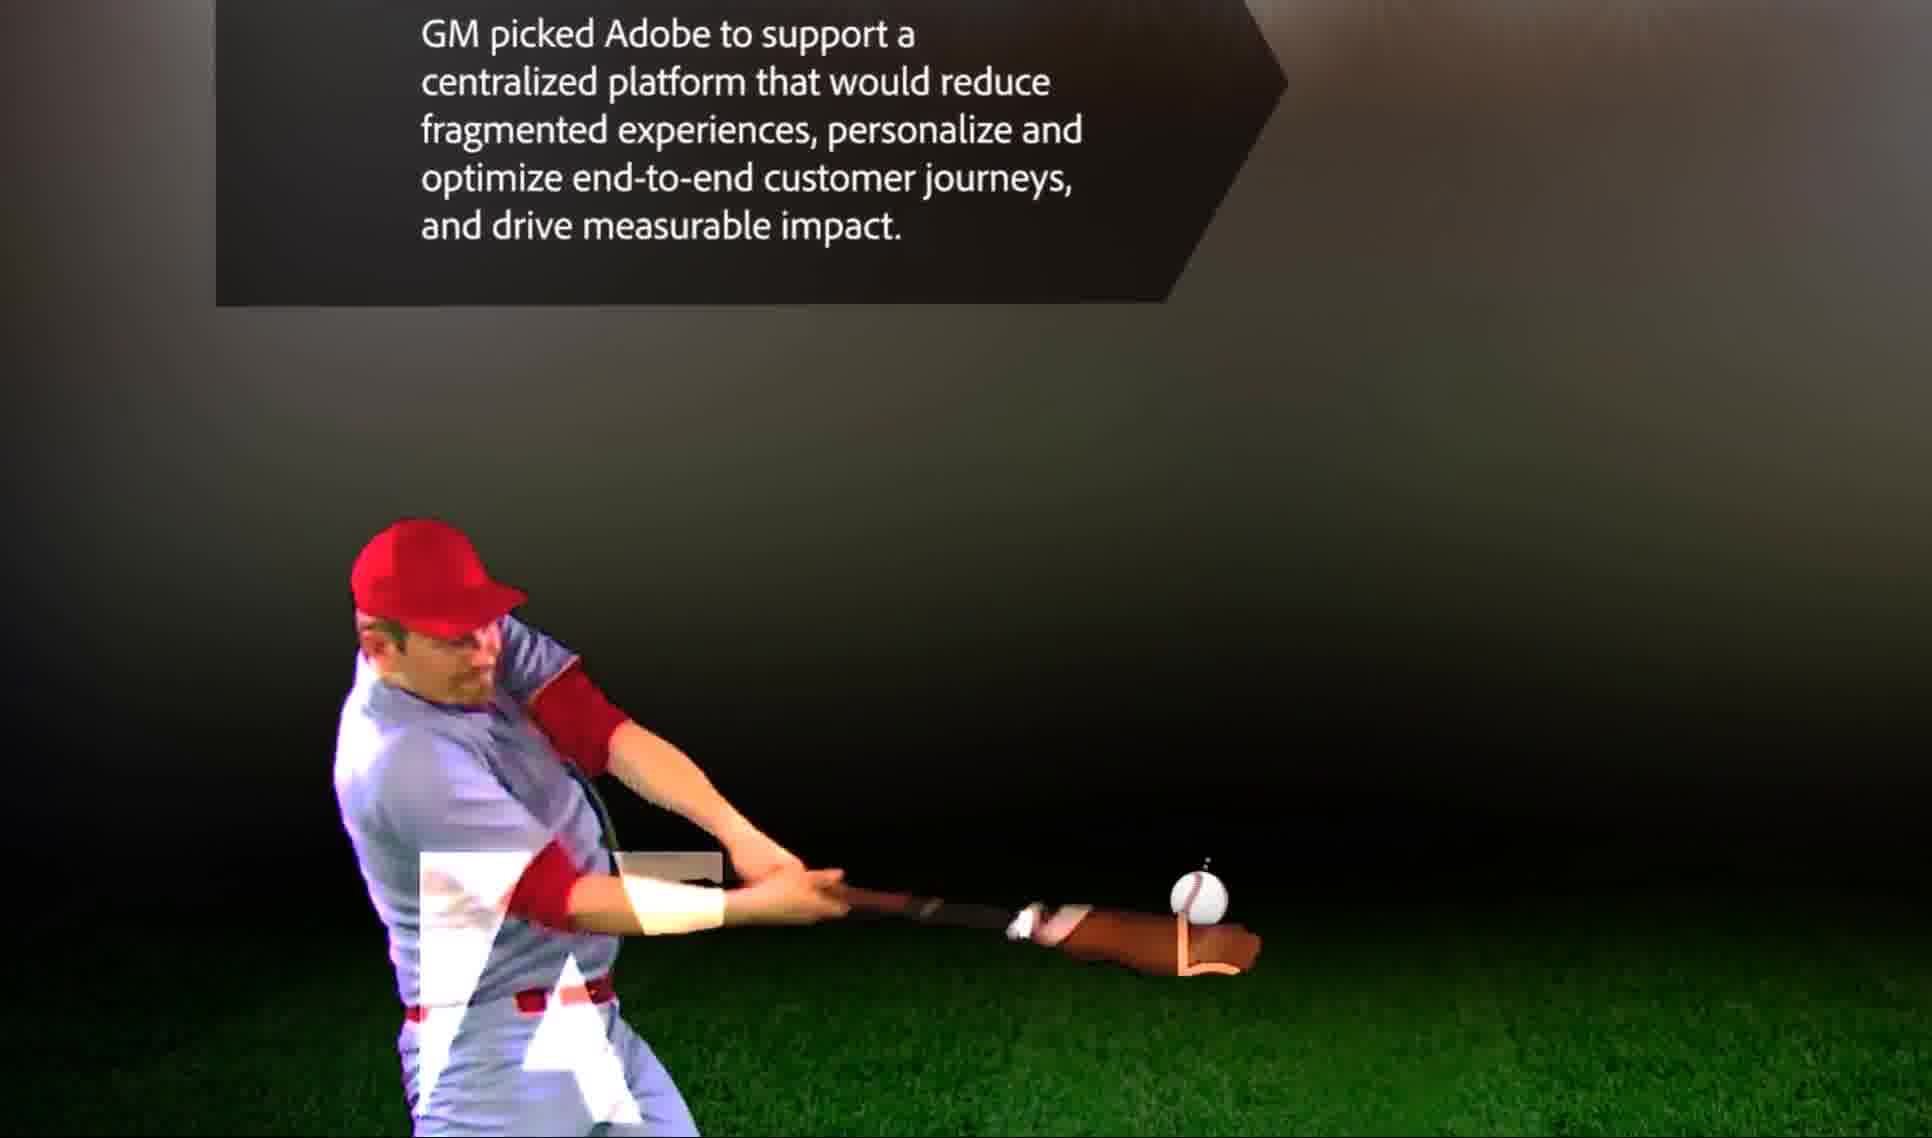 GM picked Adobe to support a
centralized platform that would reduce
fragmented experiences, personalize and
optimize end-to-end customer journeys,
and drive measurable impact.